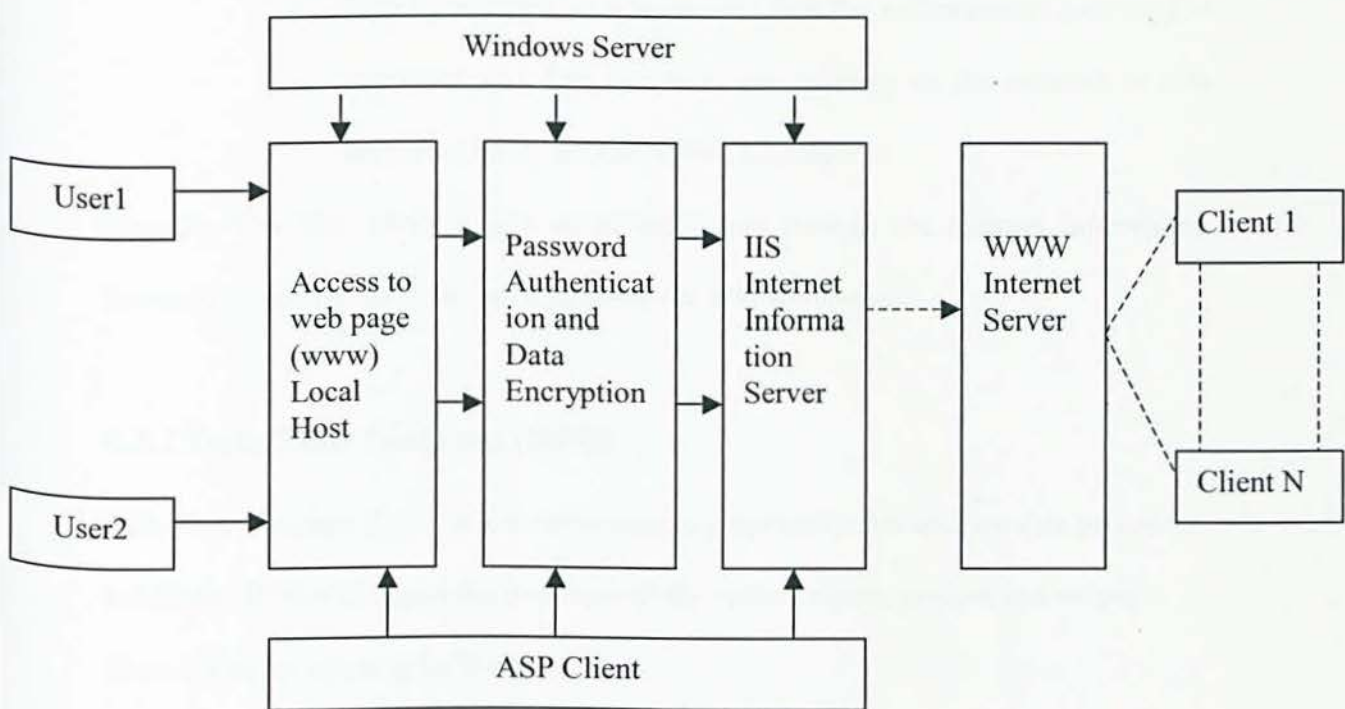 Windows Server
User1
User2
Access to
web page
(www)
Local
Host
Password
Authenticat
ion and
Data
Encryption
IIS
Internet
Informa
tion
Server
WWW
Internet
Server
Client 1
Client N
ASP Client